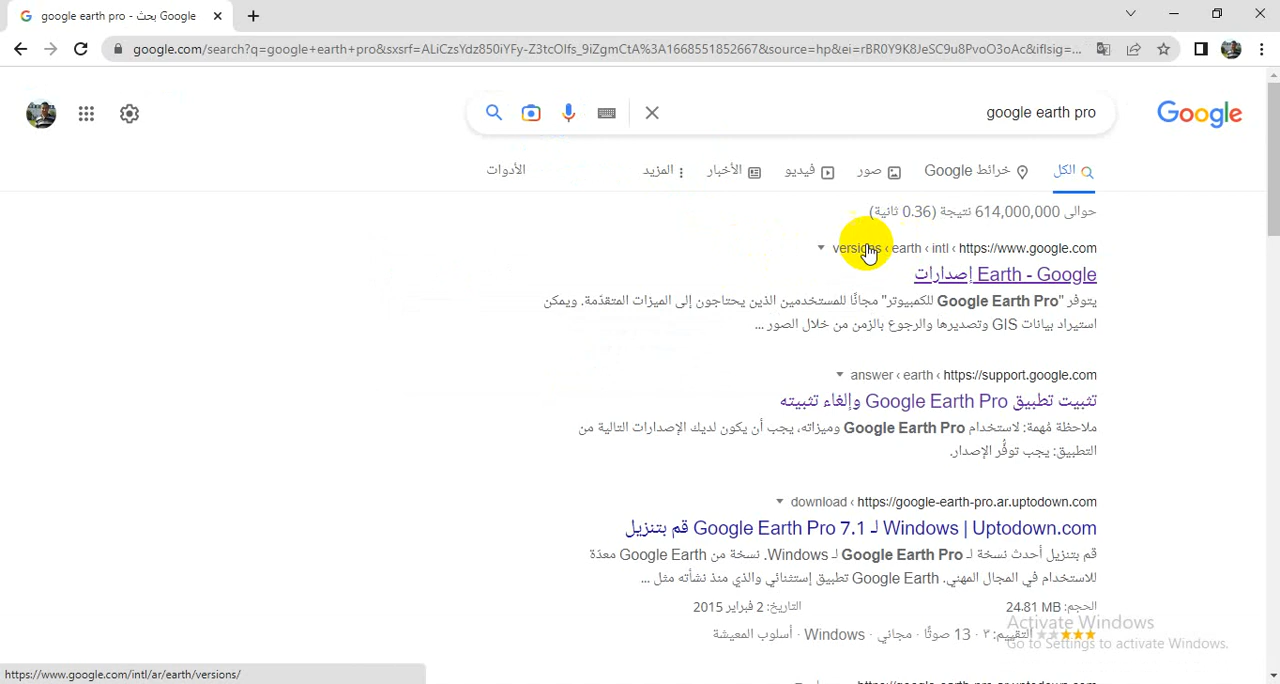 google earth pro - بحث Google
google.com/search?q=google+earth+pro&sxsrf=ALiCzsYdz850iYFy-Z3tcOIfs_9iZgmCtA%3A1668551852667&source=hp&ei=rBR0Y9K8JeSC9u8PvoO3oAc&iflsig=...
google earth pro
Google
الكل
خرائط Google
صور
فيديو
الأخبار
المزيد
الأدوات
حوالى 614,000,000 نتيجة (0.36 ثانية)
https://www.google.com › intl › earth › versions
إصدارات Earth - Google
يتوفر "Google Earth Pro للكمبيوتر" مجانًا للمستخدمين الذين يحتاجون إلى الميزات المتقدّمة. ويمكن
استيراد بيانات GIS وتصديرها والرجوع بالزمن من خلال الصور ...
https://support.google.com › earth › answer
تثبيت تطبيق Google Earth Pro وإلغاء تثبيته
ملاحظة مُهمة: لاستخدام Google Earth Pro وميزاته، يجب أن يكون لديك الإصدارات التالية من
التطبيق: يجب توفُّر الإصدار.
https://google-earth-pro.ar.uptodown.com › download
قم بتنزيل Google Earth Pro 7.1 لـ Windows | Uptodown.com
قم بتنزيل أحدث نسخة لـ Google Earth Pro لـ Windows. نسخة من Google Earth معدّة
للاستخدام في المجال المهني. Google Earth تطبيق إستثنائي والذي منذ نشأته مثل ...
الحجم: 24.81 MB
التاريخ: 2 فبراير 2015
التقييم: ٣ · 13 صوتًا · مجاني · Windows · أسلوب المعيشة
Activate Windows
Go to Settings to activate Windows.
https://www.google.com/intl/ar/earth/versions/